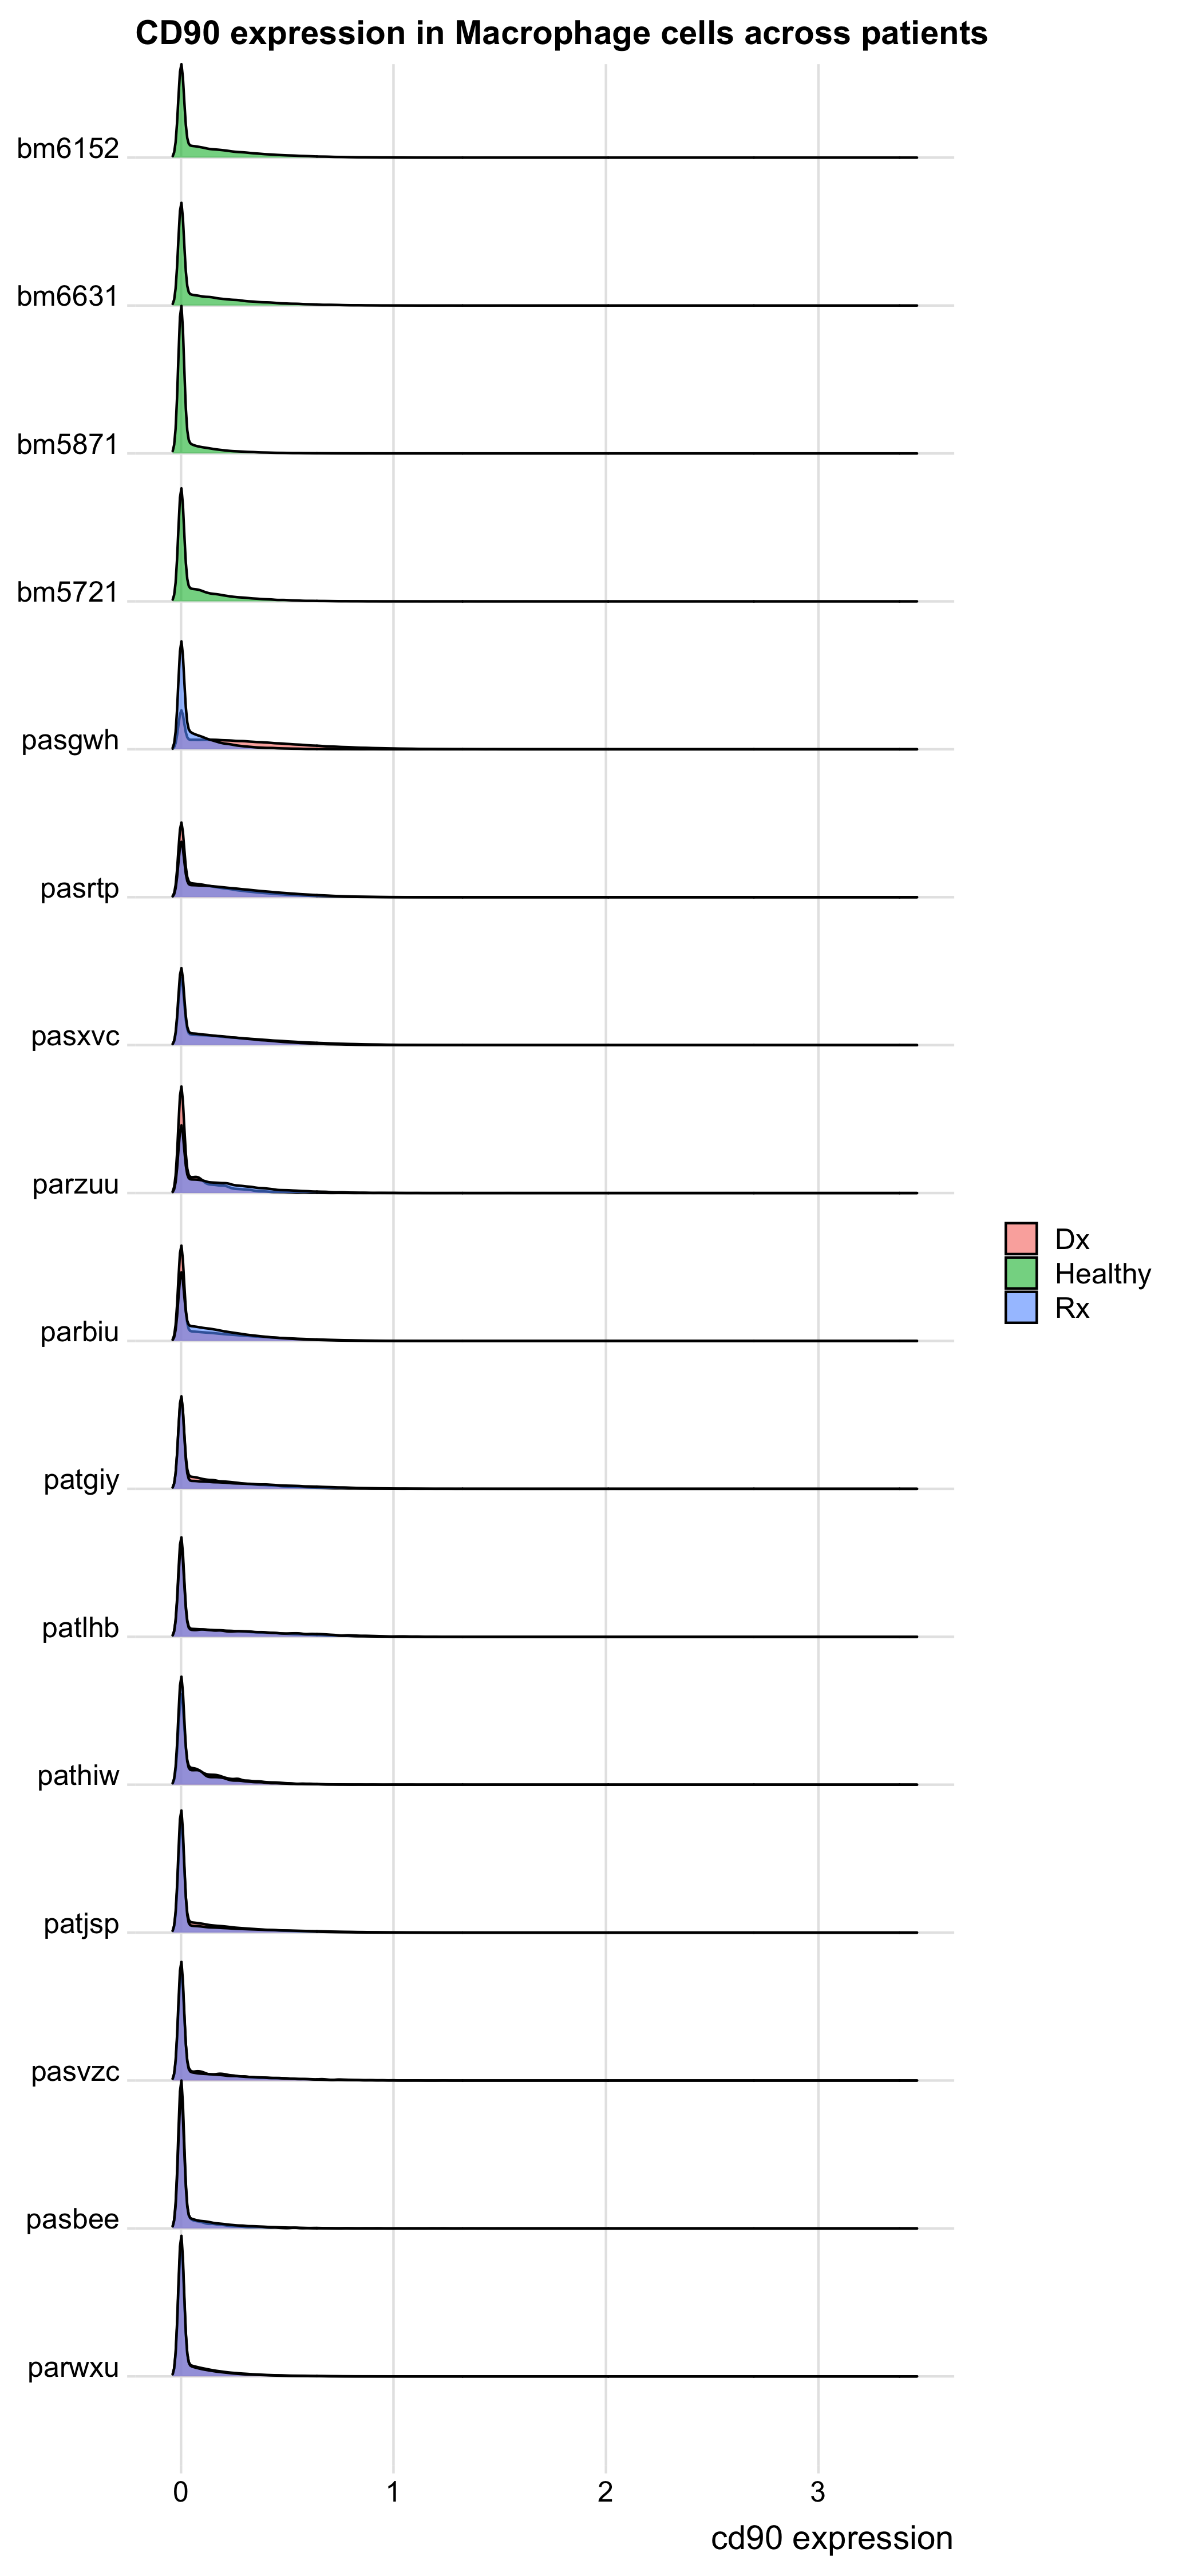 CD90 expression in Macrophage cells across patients
bm6152
bm6631
bm5871
bm5721
pasgwh
pasrtp
pasxvc
parzuu
parbiu
patgiy
patlhb
pathiw
patjsp
pasvzc
pasbee
parwxu
0 1 2 3
cd90 expression
Dx
Healthy
Rx